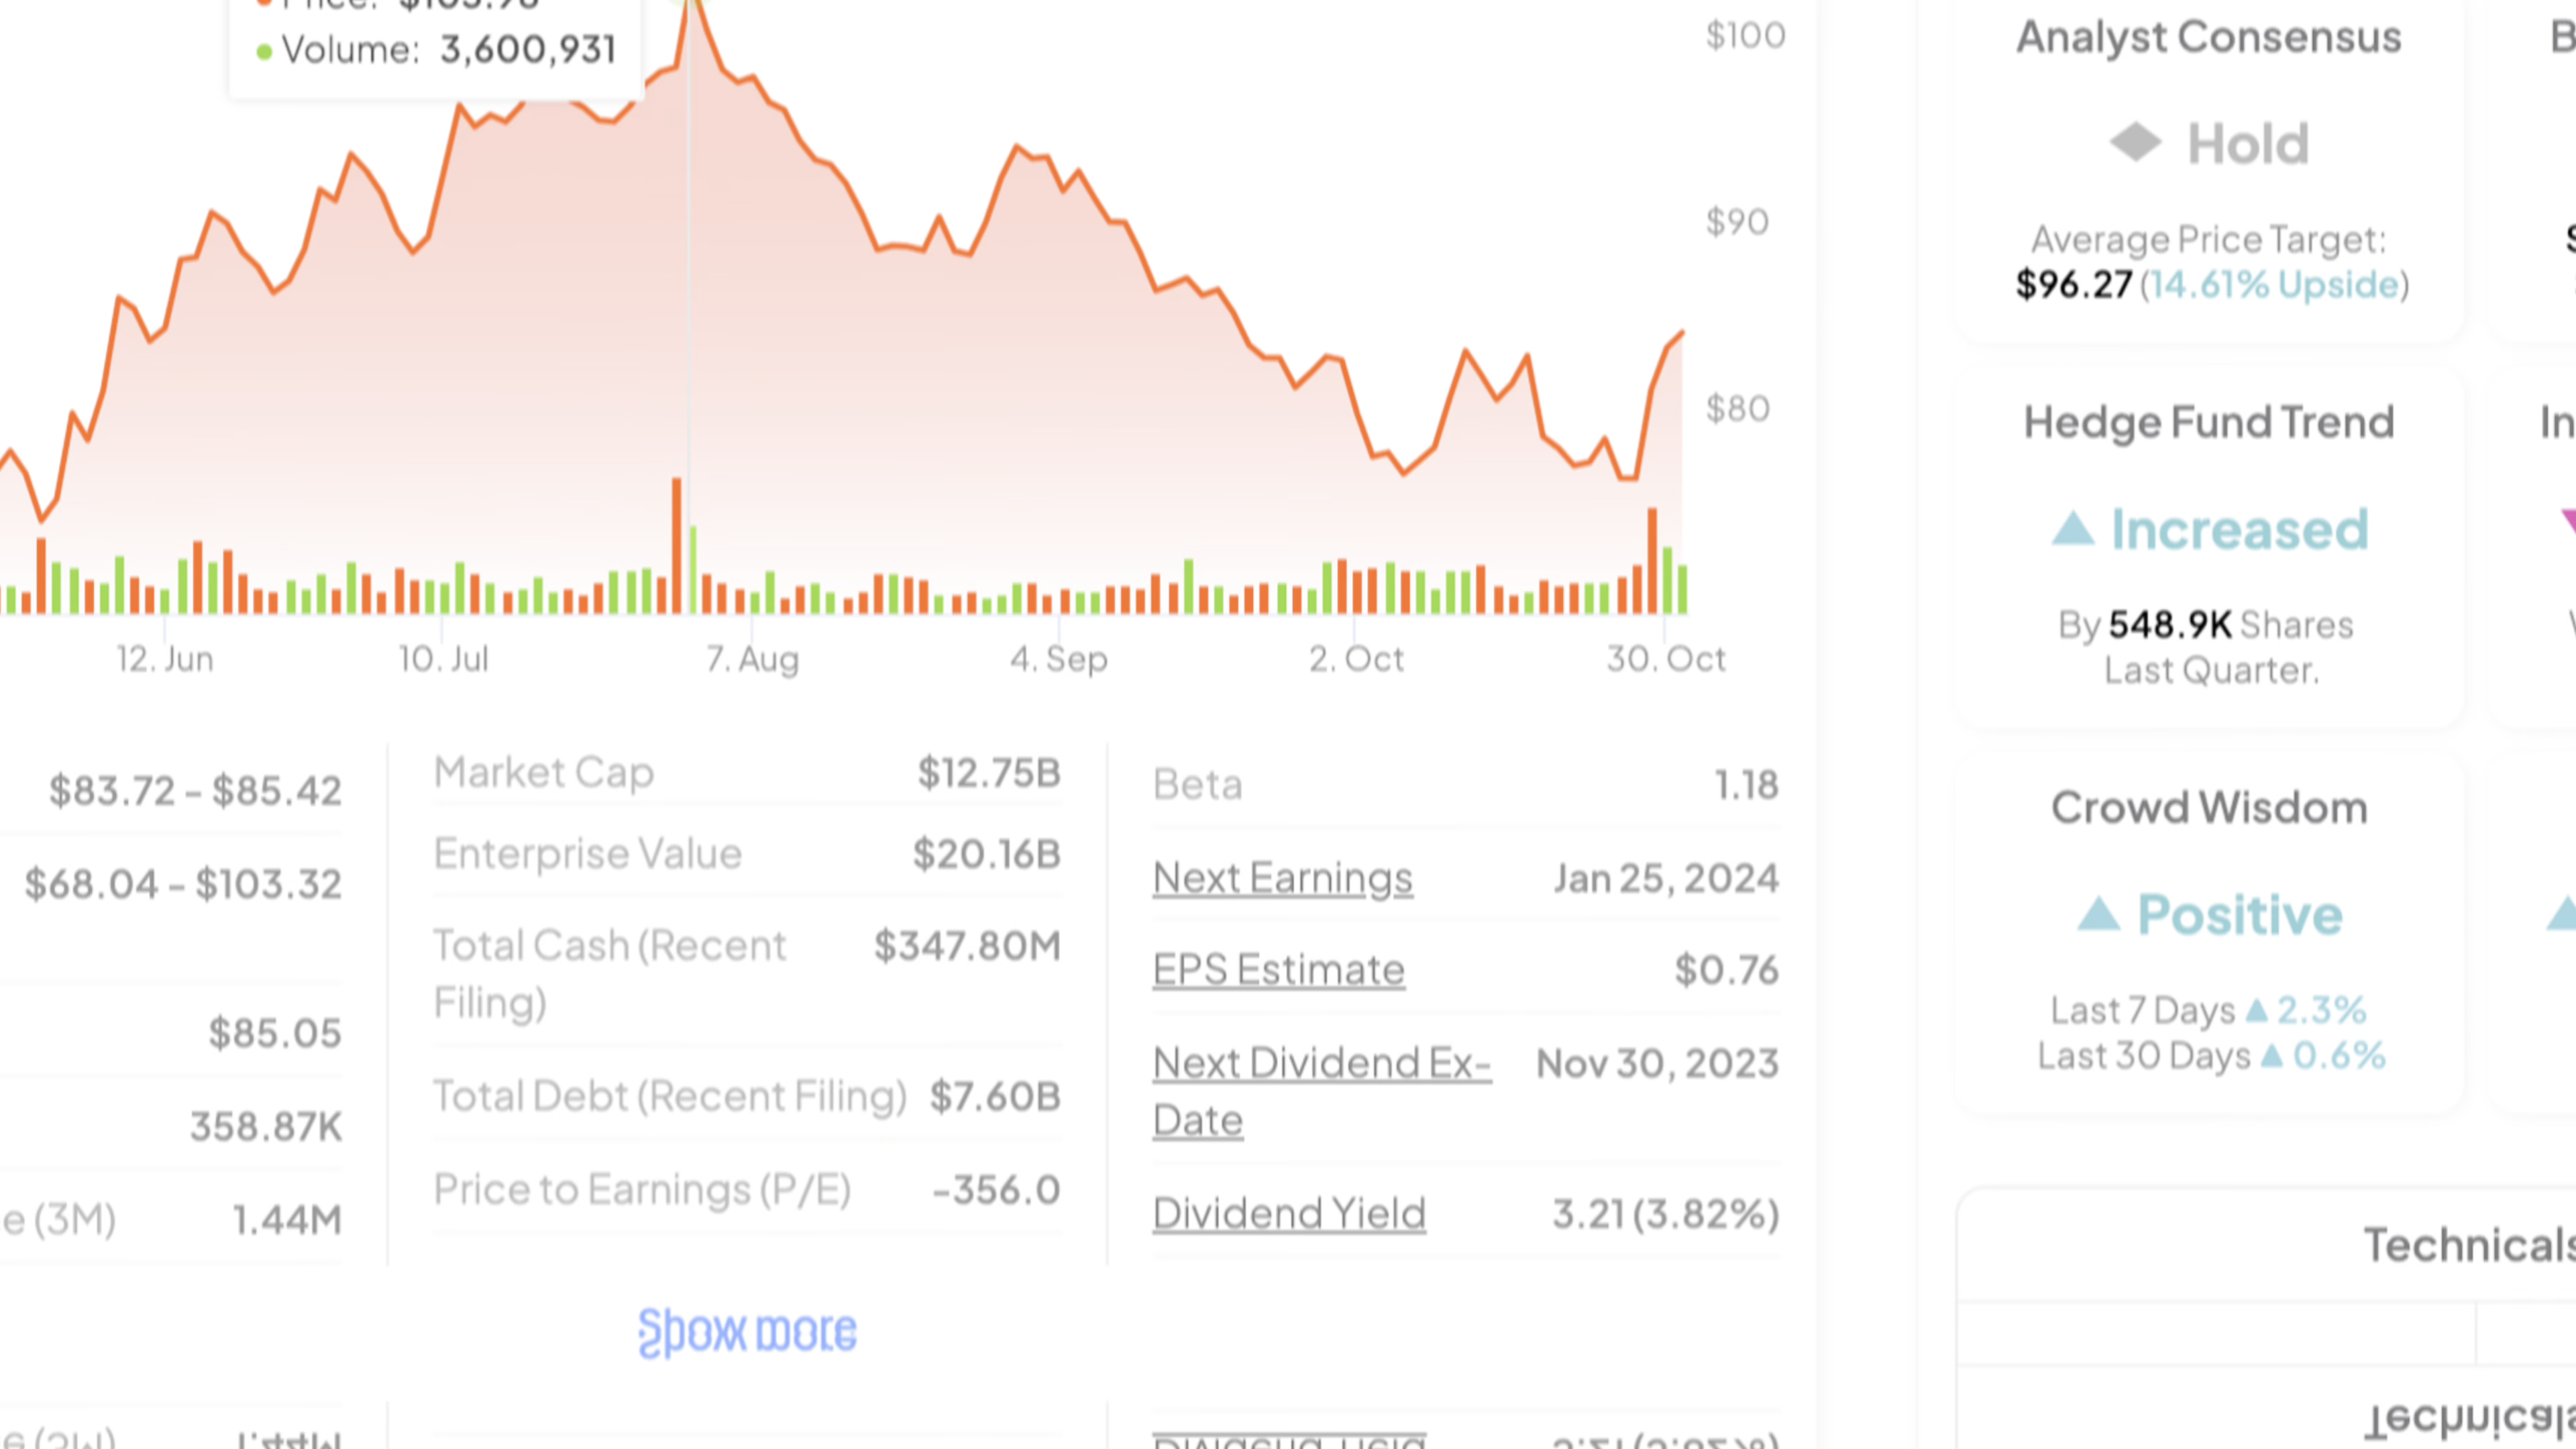 Volume: 3,600,931
$100
$90
$80
12. Jun
10. Jul
7. Aug
4. Sep
2. Oct
30. Oct
$83.72 - $85.42
$68.04 - $103.32
$85.05
358.87K
e (3M) 1.44M
Market Cap $12.75B
Enterprise Value $20.16B
Total Cash (Recent $347.80M
Filing)
Total Debt (Recent Filing) $7.60B
Price to Earnings (P/E) -356.0
Beta 1.18
Next Earnings Jan 25, 2024
EPS Estimate $0.76
Next Dividend Ex- Nov 30, 2023
Date
Dividend Yield 3.21 (3.82%)
Analyst Consensus
Hold
Average Price Target:
$96.27 (14.61% Upside)
Hedge Fund Trend
Increased
By 548.9K Shares
Last Quarter.
Crowd Wisdom
Positive
Last 7 Days ▲ 2.3%
Last 30 Days ▲ 0.6%
Technicals